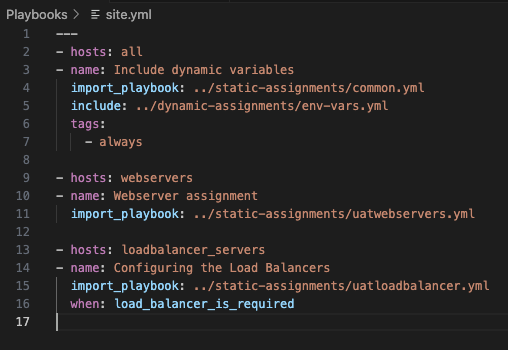 Playbooks > site.yml
1 ---
2 - hosts: all
3 - name: Include dynamic variables
4   import_playbook: ../static-assignments/common.yml
5   include: ../dynamic-assignments/env-vars.yml
6   tags:
7     - always
8
9 - hosts: webservers
10 - name: Webserver assignment
11   import_playbook: ../static-assignments/uatwebservers.yml
12
13 - hosts: loadbalancer_servers
14 - name: Configuring the Load Balancers
15   import_playbook: ../static-assignments/uatloadbalancer.yml
16   when: load_balancer_is_required
17